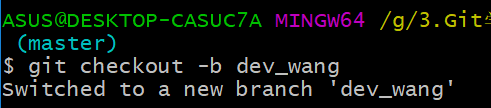 ASUS@DESKTOP-CASUC7A MINGW64 /g/3.Git
(master)
$ git checkout -b dev_wang
Switched to a new branch 'dev_wang'